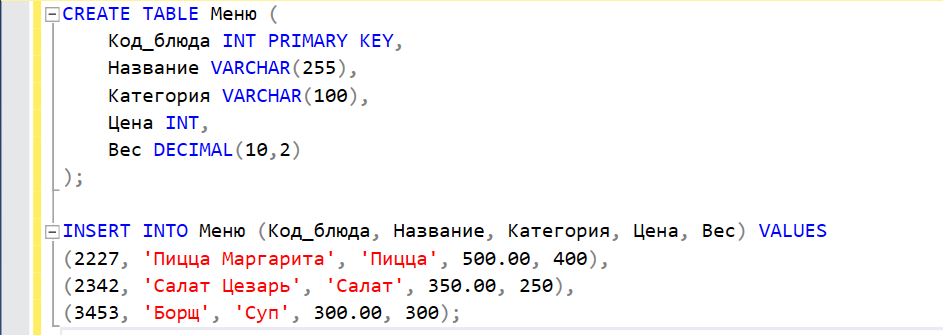 CREATE TABLE Меню (
Код_блюда INT PRIMARY KEY,
Название VARCHAR(255),
Категория VARCHAR(100),
Цена INT,
Вес DECIMAL(10,2)
);
INSERT INTO Меню (Код_блюда, Название, Категория, Цена, Вес) VALUES
(2227, 'Пицца Маргарита', 'Пицца', 500.00, 400),
(2342, 'Салат Цезарь', 'Салат', 350.00, 250),
(3453, 'Борщ', 'Суп', 300.00, 300);